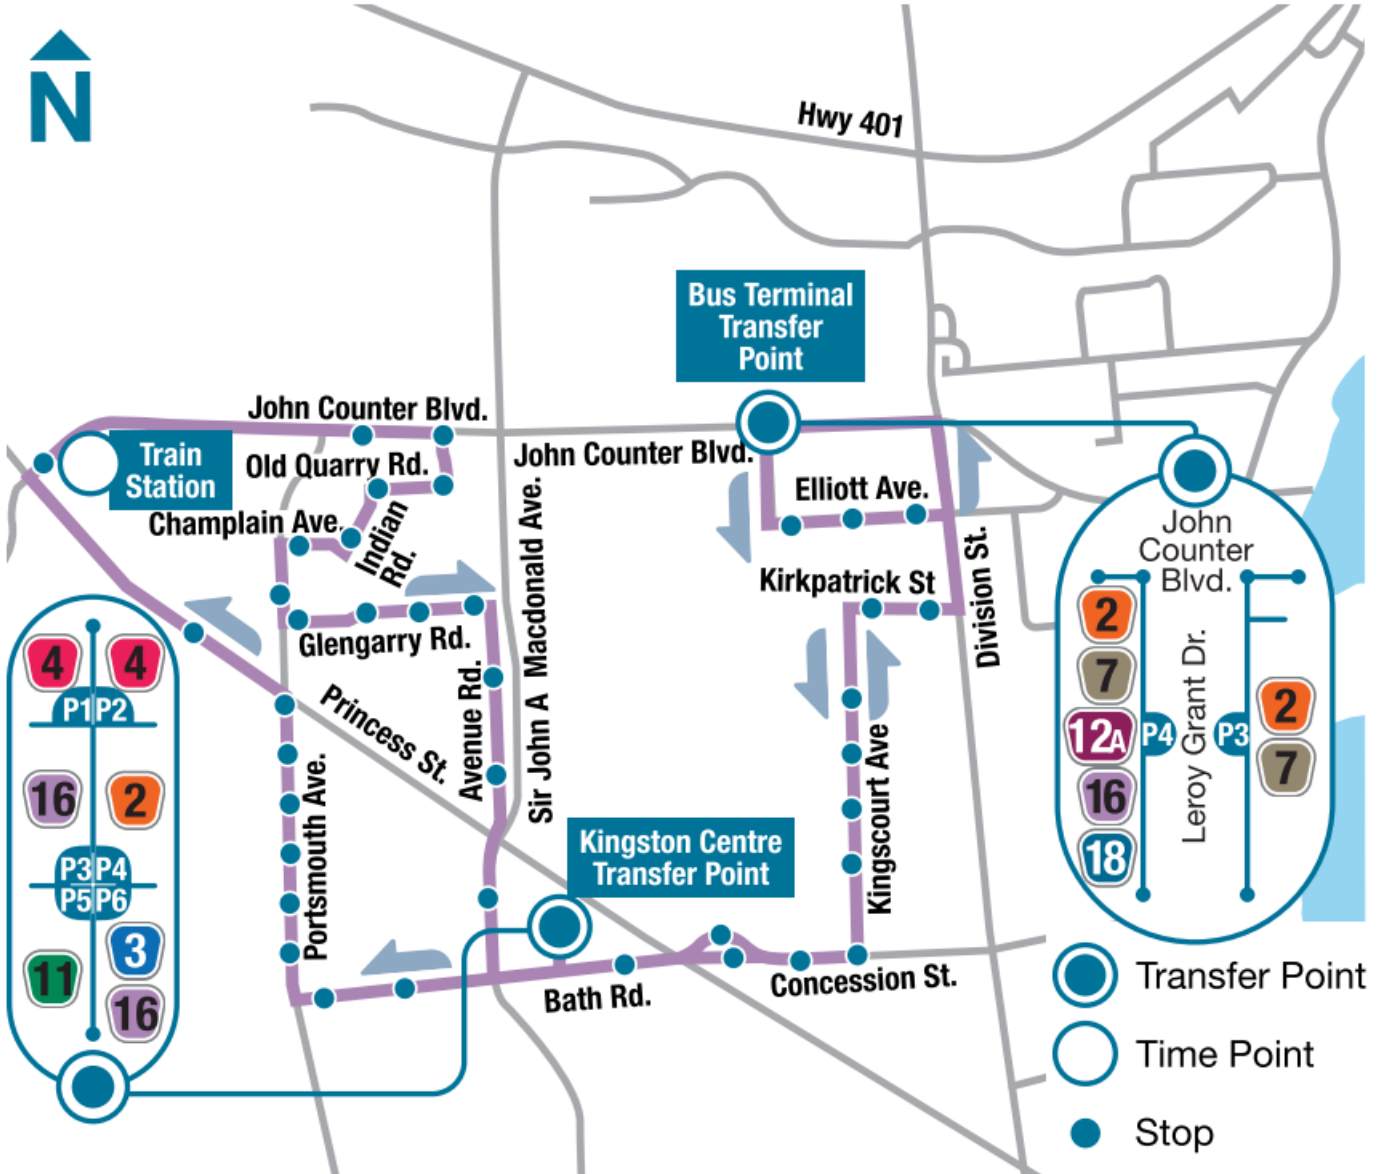 N
Hwy 401
Bus Terminal
Transfer
Point
John Counter Blvd.
Train
Station
Old Quarry Rd.
John Counter Blvd.
Champlain Ave.
Indian
Rd.
Elliott Ave.
Kirkpatrick St
Division St.
Glengarry Rd.
Avenue Rd.
Sir John A Macdonald Ave.
Princess St.
Portsmouth Ave.
Kingston Centre
Transfer Point
Kingscourt Ave
Bath Rd.
Concession St.
4
4
P1 P2
16
2
P3 P4
P5 P6
11
3
16
John
Counter
Blvd.
2
7
12A
16
18
P4
Leroy Grant Dr.
P3
2
7
Transfer Point
Time Point
Stop